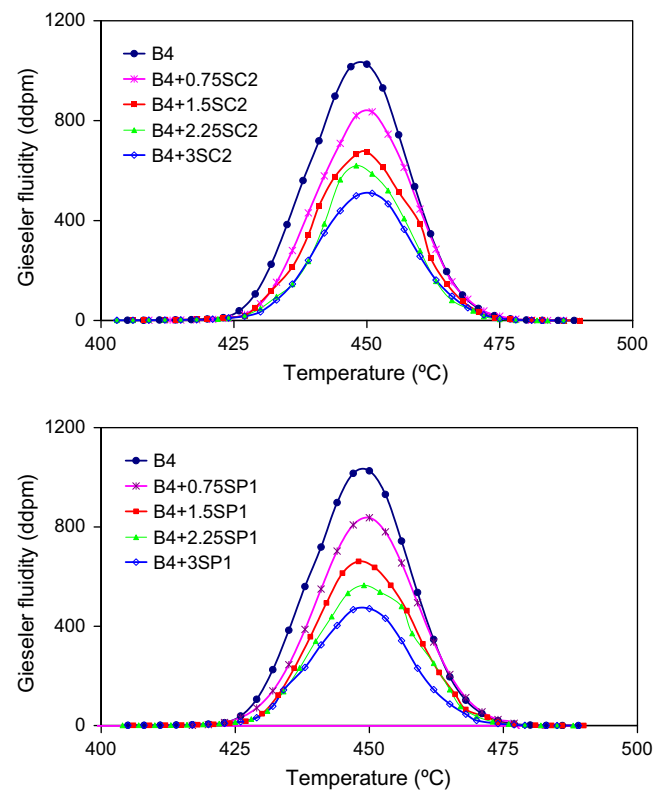 1200
800
400
0
Gieseler fluidity (ddpm)
B4
B4+0.75SC2
B4+1.5SC2
B4+2.25SC2
B4+3SC2
400 425 450 475 500
Temperature (ºC)
1200
800
400
0
Gieseler fluidity (ddpm)
B4
B4+0.75SP1
B4+1.5SP1
B4+2.25SP1
B4+3SP1
400 425 450 475 500
Temperature (ºC)